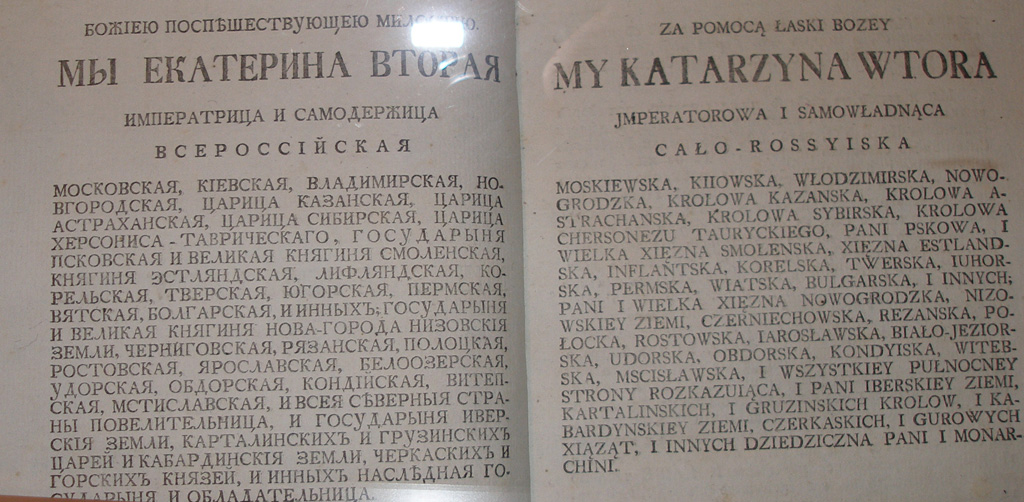 БОЖІЕЮ ПОСПѢШЕСТВУЮЩЕЮ
МЫ ЕКАТЕРИНА ВТОРАЯ
ИМПЕРАТРИЦА И САМОДЕРЖИЦА
ВСЕРОССІЙСКАЯ
МОСКОВСКАЯ, КІЕВСКАЯ, ВЛАДИМИРСКАЯ, НО-
ВГОРОДСКАЯ, ЦАРИЦА КАЗАНСКАЯ, ЦАРИЦА
АСТРАХАНСКАЯ, ЦАРИЦА СИБИРСКАЯ, ЦАРИЦА
ХЕРСОНИСА-ТАВРИЧЕСКАГО, ГОСУДАРЫНЯ
ПСКОВСКАЯ И ВЕЛИКАЯ КНЯГИНЯ СМОЛЕНСКАЯ,
КНЯГИНЯ ЭСТЛЯНДСКАЯ, ЛИФЛЯНДСКАЯ, КО-
РЕЛЬСКАЯ, ТВЕРСКАЯ, ЮГОРСКАЯ, ПЕРМСКАЯ,
ВЯТСКАЯ, БОЛГАРСКАЯ, И ИННЫХЪ; ГОСУДАРЫНЯ
И ВЕЛИКАЯ КНЯГИНЯ НОВА-ГОРОДА НИЗОВСКІЯ
ЗЕМЛИ, ЧЕРНИГОВСКАЯ, РЯЗАНСКАЯ, ПОЛОЦКАЯ,
РОСТОВСКАЯ, ЯРОСЛАВСКАЯ, БЕЛООЗЕРСКАЯ,
УДОРСКАЯ, ОБДОРСКАЯ, КОНДІЙСКАЯ, ВИТЕП-
СКАЯ, МСТИСЛАВСКАЯ, И ВСЕЯ СѢВЕРНЫЯ СТРА-
НЫ ПОВЕЛИТЕЛЬНИЦА, И ГОСУДАРЫНЯ ИВЕР-
СКІЯ ЗЕМЛИ, КАРТАЛИНСКИХЪ И ГРУЗИНСКИХЪ
ЦАРЕЙ И КАБАРДИНСКІЯ ЗЕМЛИ, ЧЕРКАСКИХЪ И
ГОРСКИХЪ КНЯЗЕЙ, И ИННЫХЪ НАСЛѢДНАЯ ГО-
СУДАРЫНЯ И ОБЛАДАТЕЛЬНИЦА.
ZA POMOCĄ ŁASKI BOZEY
MY KATARZYNA WTORA
JMPERATOROWA I SAMOWŁADNĄCA
CAŁO-ROSSYISKA
MOSKIEWSKA, KIIOWSKA, WŁODZIMIRSKA, NOWO-
GRODZKA, KROLOWA KAZANSKA, KROLOWA A-
STRACHANSKA, KROLOWA SYBIRSKA, KROLOWA
CHERSONEZU TAURYCKIEGO, PANI PSKOWA, I
WIELKA XIĘZNA SMOLENSKA, XIĘZNA ESTLAND-
SKA, INFLANTSKA, KORELSKA, TWERSKA, IUHOR-
SKA, PERMSKA, WIATSKA, BULGARSKA, I INNYCH;
PANI I WIELKA XIĘZNA NOWOGRODZKA, NIZO-
WSKIEY ZIEMI, CZERNIECHOWSKA, REZANSKA, PO-
ŁOCKA, ROSTOWSKA, IAROSŁAWSKA, BIAŁO-JEZIOR-
SKA, UDORSKA, OBDORSKA, KONDYISKA, WITEB-
SKA, MSCISŁAWSKA, I WSZYSTKIEY PUŁNOCNEY
STRONY ROZKAZUIĄCA, I PANI IBERSKIEY ZIEMI,
KARTALINSKICH, I GRUZINSKICH KROLOW, I KA-
BARDYNSKIEY ZIEMI, CZERKASKICH, I GUROWYCH
XIĄZĄT, I INNYCH DZIEDZICZNA PANI I MONAR-
CHINI.